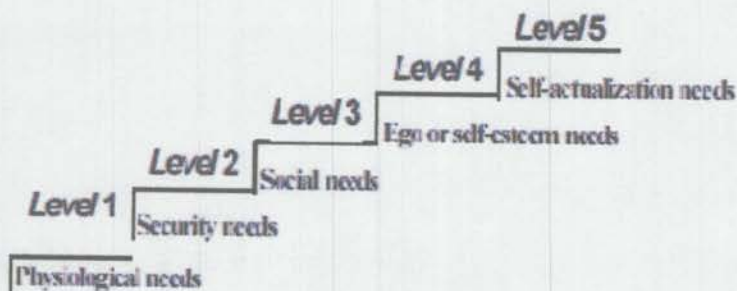 Level 5
Self-actualization needs
Level 4
Ego or self-esteem needs
Level 3
Social needs
Level 2
Security needs
Level 1
Physiological needs